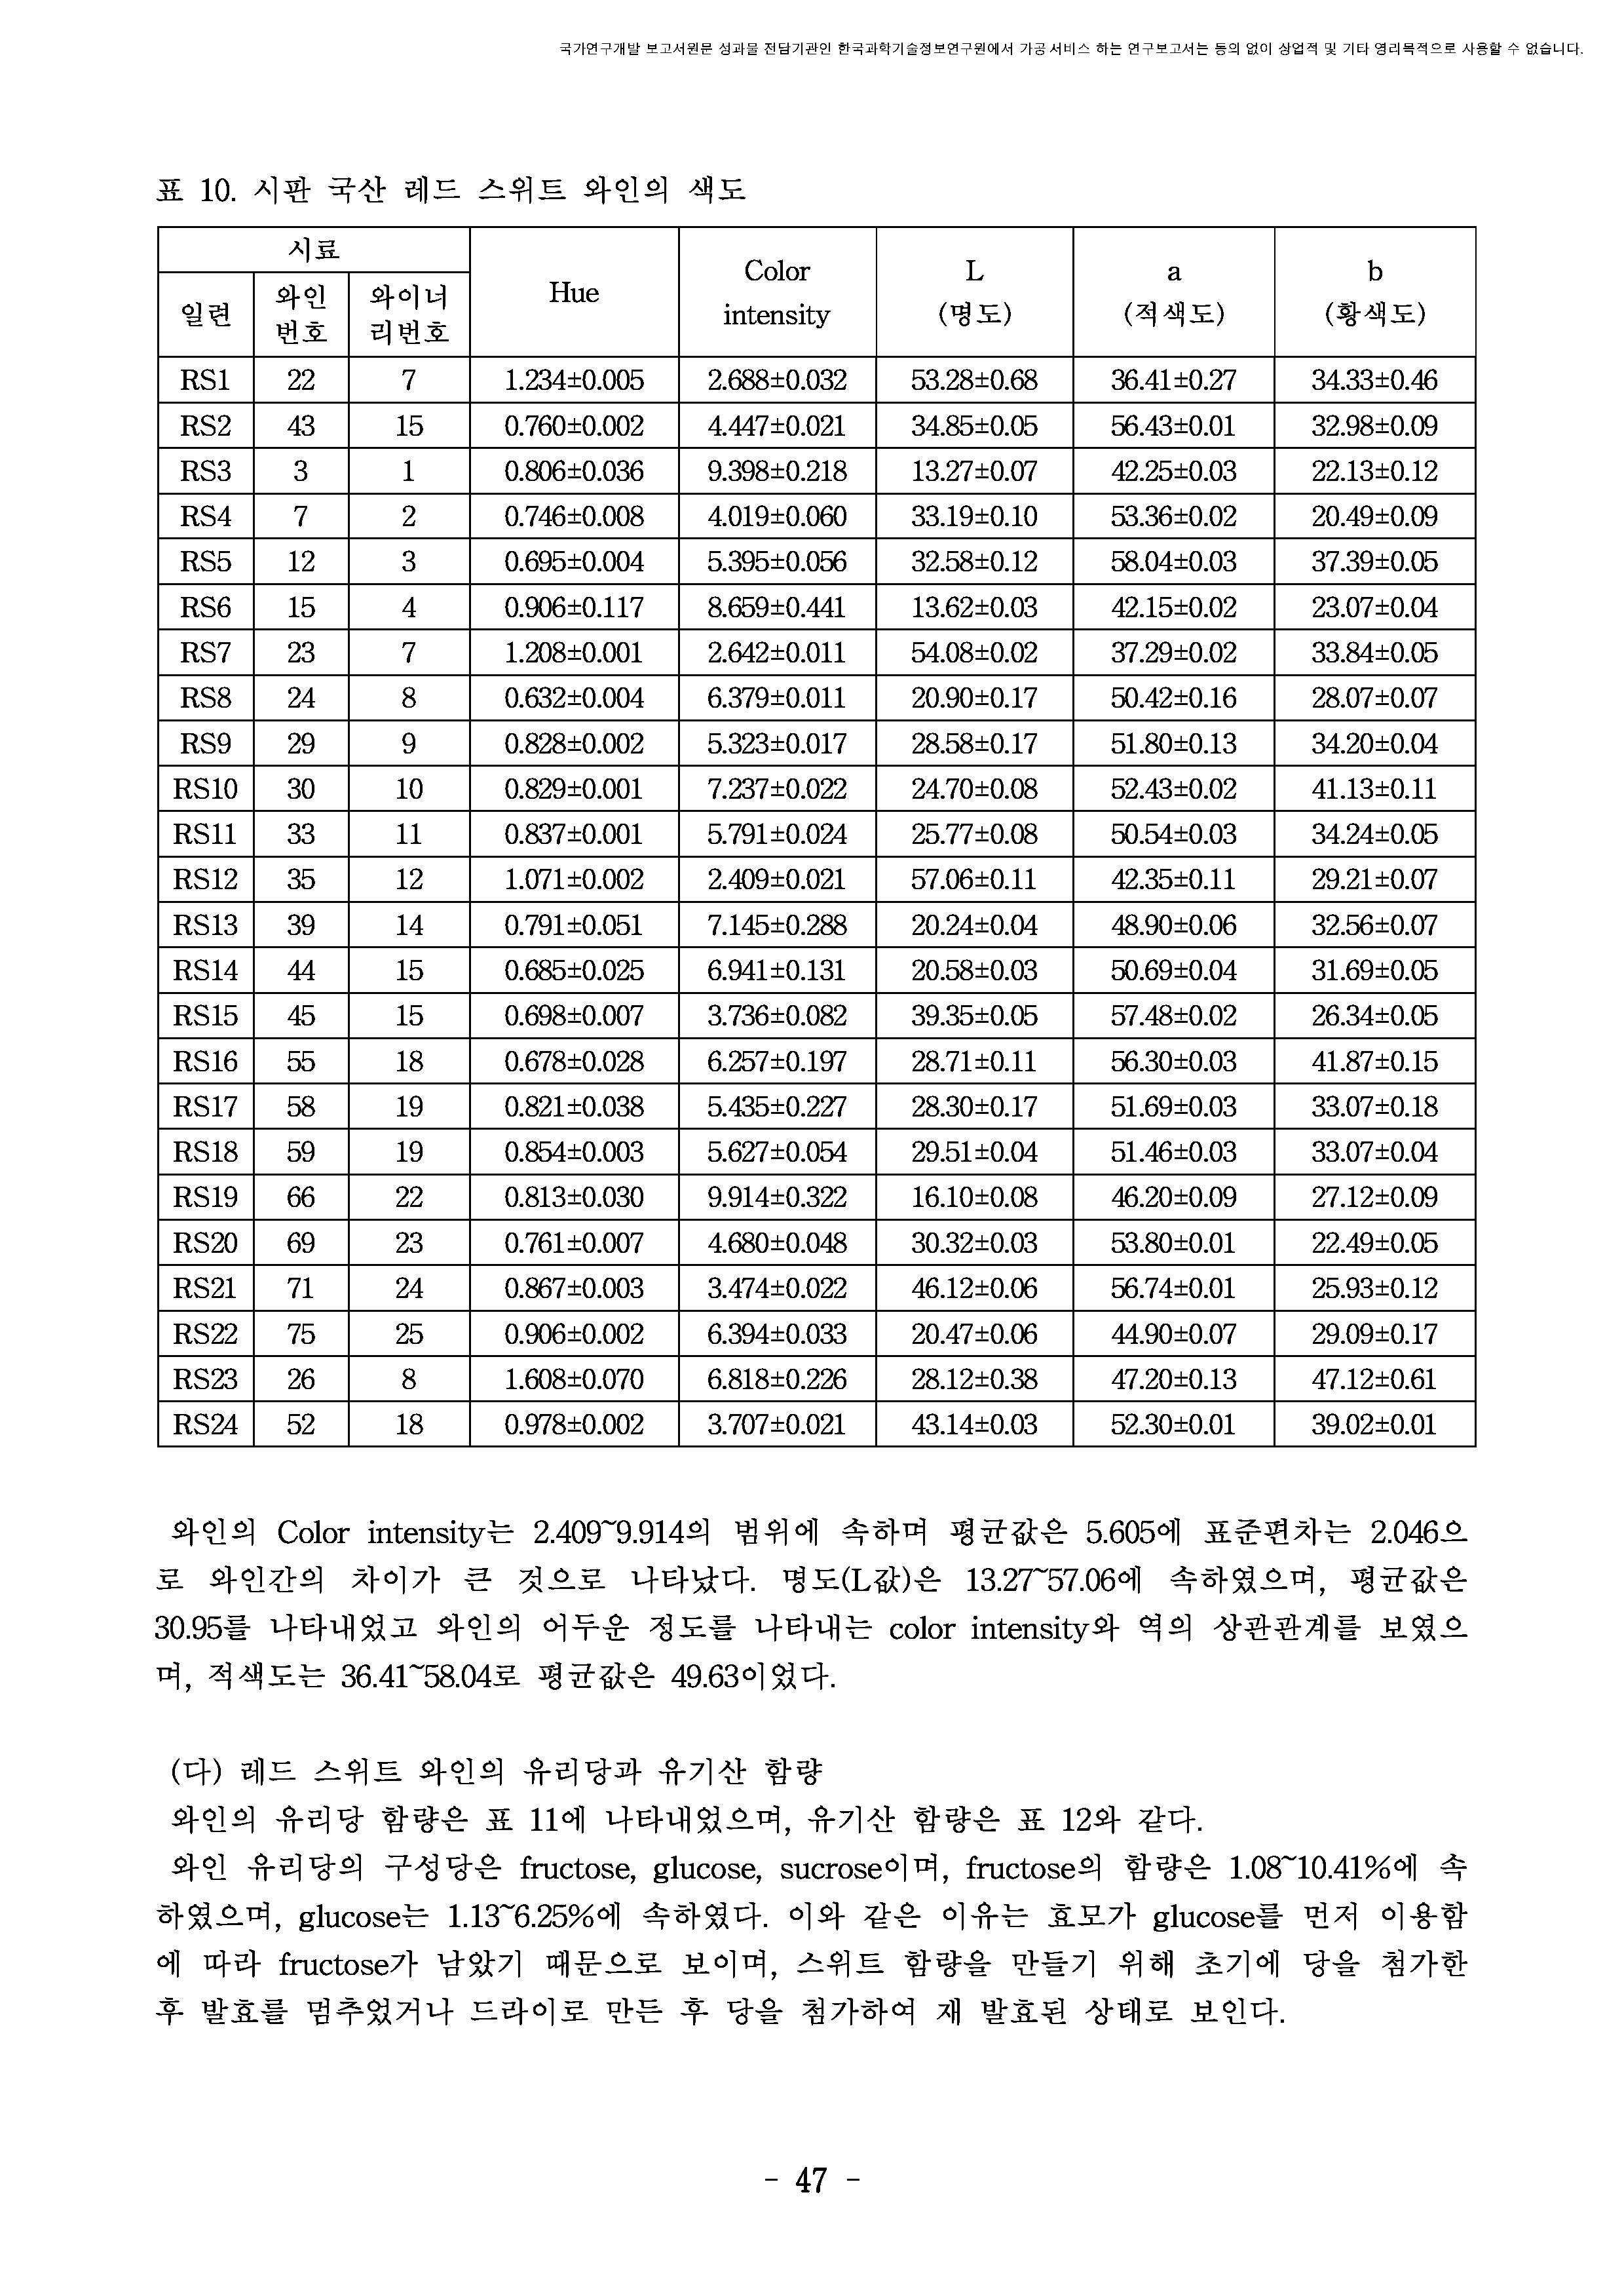 국가연구개발 보고서원문 성과물 전담기관인 한국과학기술정보연구원에서 가공·서비스 하는 연구보고서는 동의 없이 상업적 및 기타 영리목적으로 사용할 수 없습니다.
표 10. 시판 국산 레드 스위트 와인의 색도
시료 Hue Color intensity L (명도) a (적색도) b (황색도)
일련 와인번호 와이너리번호
RS1 22 7 1.234±0.005 2.688±0.032 53.28±0.68 36.41±0.27 34.33±0.46
RS2 43 15 0.760±0.002 4.447±0.021 34.85±0.05 56.43±0.01 32.98±0.09
RS3 3 1 0.806±0.036 9.398±0.218 13.27±0.07 42.25±0.03 22.13±0.12
RS4 7 2 0.746±0.008 4.019±0.060 33.19±0.10 53.36±0.02 20.49±0.09
RS5 12 3 0.695±0.004 5.395±0.056 32.58±0.12 58.04±0.03 37.39±0.05
RS6 15 4 0.906±0.117 8.659±0.441 13.62±0.03 42.15±0.02 23.07±0.04
RS7 23 7 1.208±0.001 2.642±0.011 54.08±0.02 37.29±0.02 33.84±0.05
RS8 24 8 0.632±0.004 6.379±0.011 20.90±0.17 50.42±0.16 28.07±0.07
RS9 29 9 0.828±0.002 5.323±0.017 28.58±0.17 51.80±0.13 34.20±0.04
RS10 30 10 0.829±0.001 7.237±0.022 24.70±0.08 52.43±0.02 41.13±0.11
RS11 33 11 0.837±0.001 5.791±0.024 25.77±0.08 50.54±0.03 34.24±0.05
RS12 35 12 1.071±0.002 2.409±0.021 57.06±0.11 42.35±0.11 29.21±0.07
RS13 39 14 0.791±0.051 7.145±0.288 20.24±0.04 48.90±0.06 32.56±0.07
RS14 44 15 0.685±0.025 6.941±0.131 20.58±0.03 50.69±0.04 31.69±0.05
RS15 45 15 0.698±0.007 3.736±0.082 39.35±0.05 57.48±0.02 26.34±0.05
RS16 55 18 0.678±0.028 6.257±0.197 28.71±0.11 56.30±0.03 41.87±0.15
RS17 58 19 0.821±0.038 5.435±0.227 28.30±0.17 51.69±0.03 33.07±0.18
RS18 59 19 0.854±0.003 5.627±0.054 29.51±0.04 51.46±0.03 33.07±0.04
RS19 66 22 0.813±0.030 9.914±0.322 16.10±0.08 46.20±0.09 27.12±0.09
RS20 69 23 0.761±0.007 4.680±0.048 30.32±0.03 53.80±0.01 22.49±0.05
RS21 71 24 0.867±0.003 3.474±0.022 46.12±0.06 56.74±0.01 25.93±0.12
RS22 75 25 0.906±0.002 6.394±0.033 20.47±0.06 44.90±0.07 29.09±0.17
RS23 26 8 1.608±0.070 6.818±0.226 28.12±0.38 47.20±0.13 47.12±0.61
RS24 52 18 0.978±0.002 3.707±0.021 43.14±0.03 52.30±0.01 39.02±0.01
와인의 Color intensity는 2.409~9.914의 범위에 속하며 평균값은 5.605에 표준편차는 2.046으
로 와인간의 차이가 큰 것으로 나타났다. 명도(L값)은 13.27~57.06에 속하였으며, 평균값은
30.95를 나타내었고 와인의 어두운 정도를 나타내는 color intensity와 역의 상관관계를 보였으
며, 적색도는 36.41~58.04로 평균값은 49.63이었다.
(다) 레드 스위트 와인의 유리당과 유기산 함량
와인의 유리당 함량은 표 11에 나타내었으며, 유기산 함량은 표 12와 같다.
와인 유리당의 구성당은 fructose, glucose, sucrose이며, fructose의 함량은 1.08~10.41%에 속
하였으며, glucose는 1.13~6.25%에 속하였다. 이와 같은 이유는 효모가 glucose를 먼저 이용함
에 따라 fructose가 남았기 때문으로 보이며, 스위트 함량을 만들기 위해 초기에 당을 첨가한
후 발효를 멈추었거나 드라이로 만든 후 당을 첨가하여 재 발효된 상태로 보인다.
- 47 -